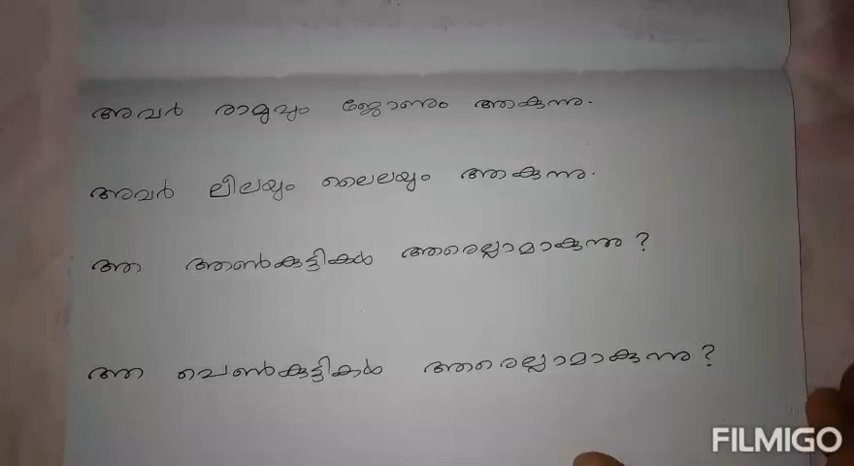 അവർ രാമുവും ജോണും ആകുന്നു.
അവർ ലീലയും ലൈലയും ആകുന്നു.
ആ ആൺകുട്ടികൾ ആരെല്ലാമാകുന്നു?
ആ പെൺകുട്ടികൾ ആരെല്ലാമാകുന്നു?
FILMIGO